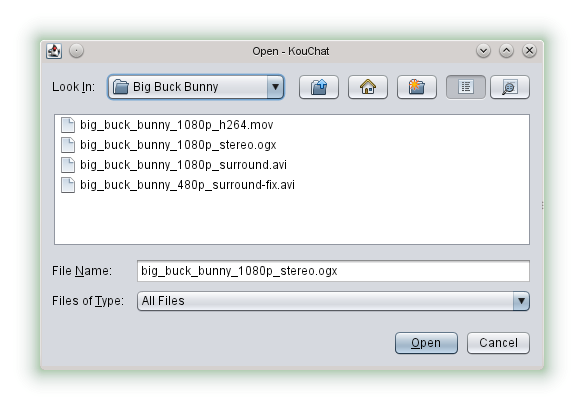 Open - KouChat
Look In: Big Buck Bunny
big_buck_bunny_1080p_h264.mov
big_buck_bunny_1080p_stereo.ogx
big_buck_bunny_1080p_surround.avi
big_buck_bunny_480p_surround-fix.avi
File Name: big_buck_bunny_1080p_stereo.ogx
Files of Type: All Files
Open Cancel